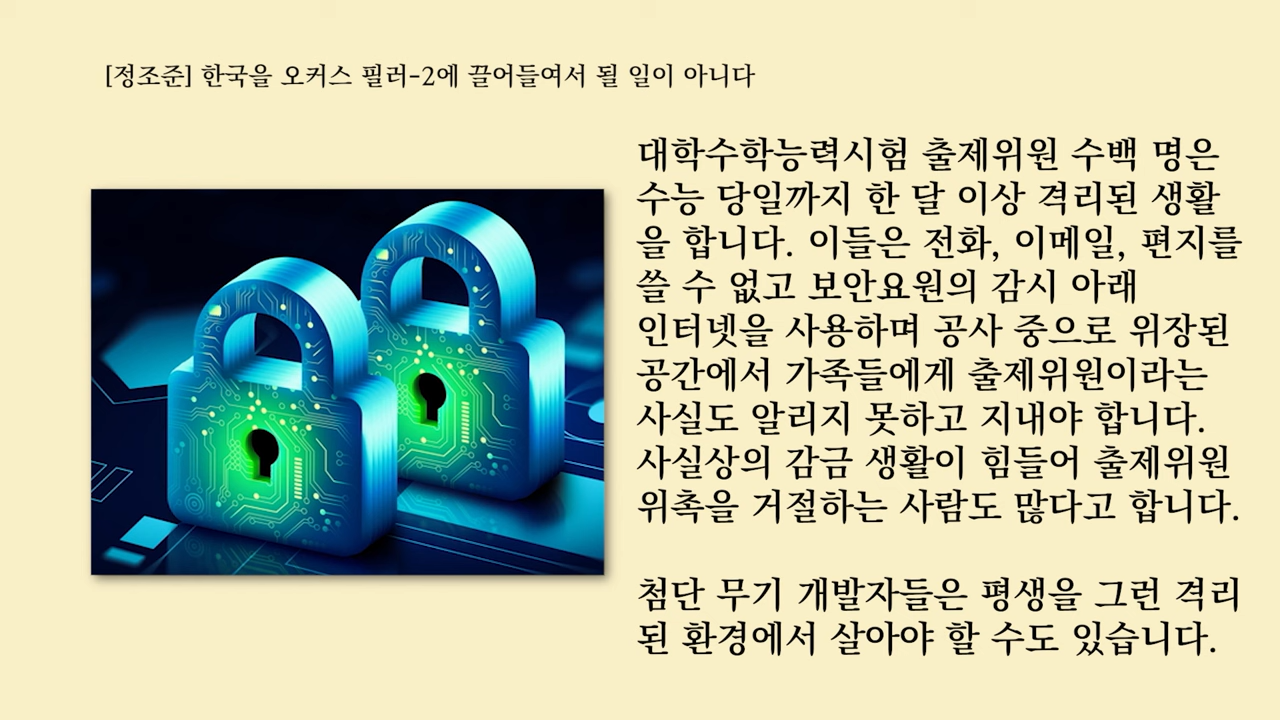 [정조준] 한국을 오커스 필러-2에 끌어들여서 될 일이 아니다
대학수학능력시험 출제위원 수백 명은
수능 당일까지 한 달 이상 격리된 생활
을 합니다. 이들은 전화, 이메일, 편지를
쓸 수 없고 보안요원의 감시 아래
인터넷을 사용하며 공사 중으로 위장된
공간에서 가족들에게 출제위원이라는
사실도 알리지 못하고 지내야 합니다.
사실상의 감금 생활이 힘들어 출제위원
위촉을 거절하는 사람도 많다고 합니다.
첨단 무기 개발자들은 평생을 그런 격리
된 환경에서 살아야 할 수도 있습니다.